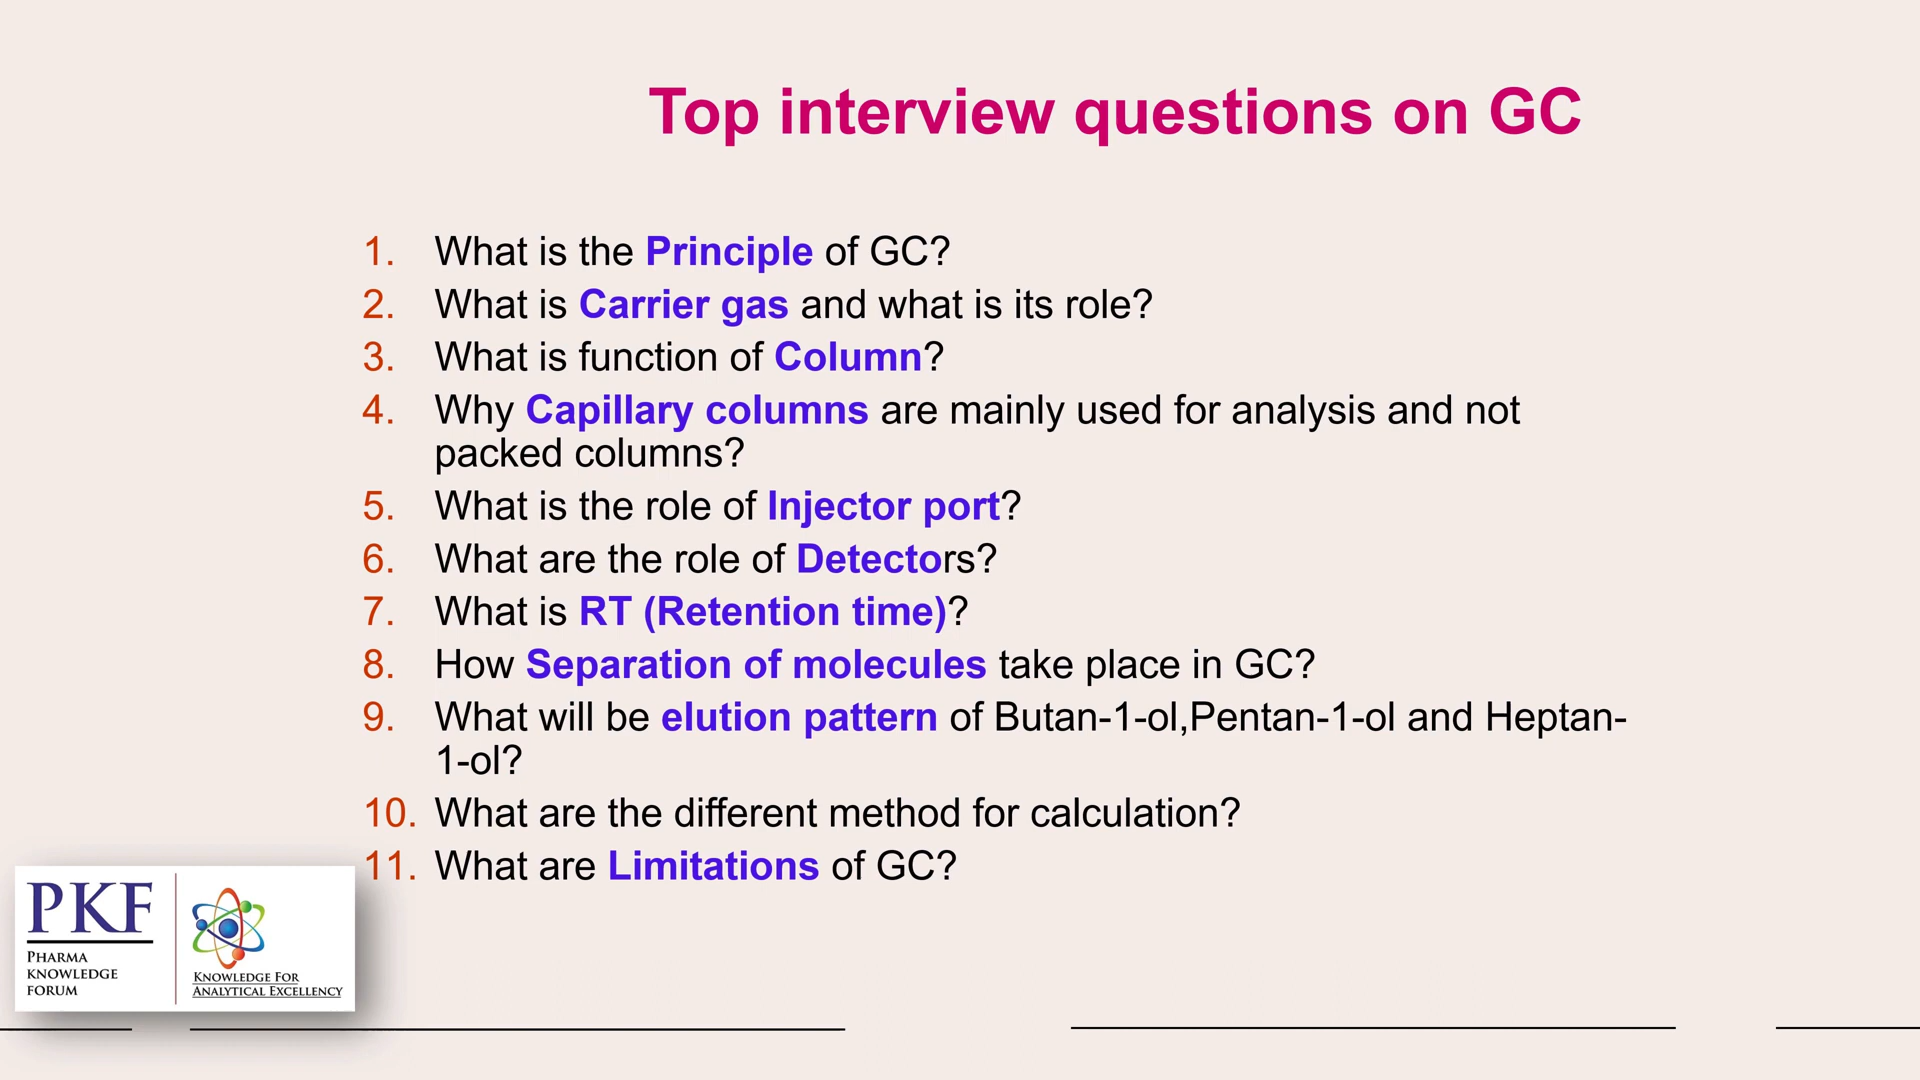 Top interview questions on GC
1. What is the Principle of GC?
2. What is Carrier gas and what is its role?
3. What is function of Column?
4. Why Capillary columns are mainly used for analysis and not
packed columns?
5. What is the role of Injector port?
6. What are the role of Detectors?
7. What is RT (Retention time)?
8. How Separation of molecules take place in GC?
9. What will be elution pattern of Butan-1-ol,Pentan-1-ol and Heptan-
1-ol?
10. What are the different method for calculation?
11. What are Limitations of GC?
PKF
PHARMA
KNOWLEDGE
FORUM
KNOWLEDGE FOR
ANALYTICAL EXCELLENCY